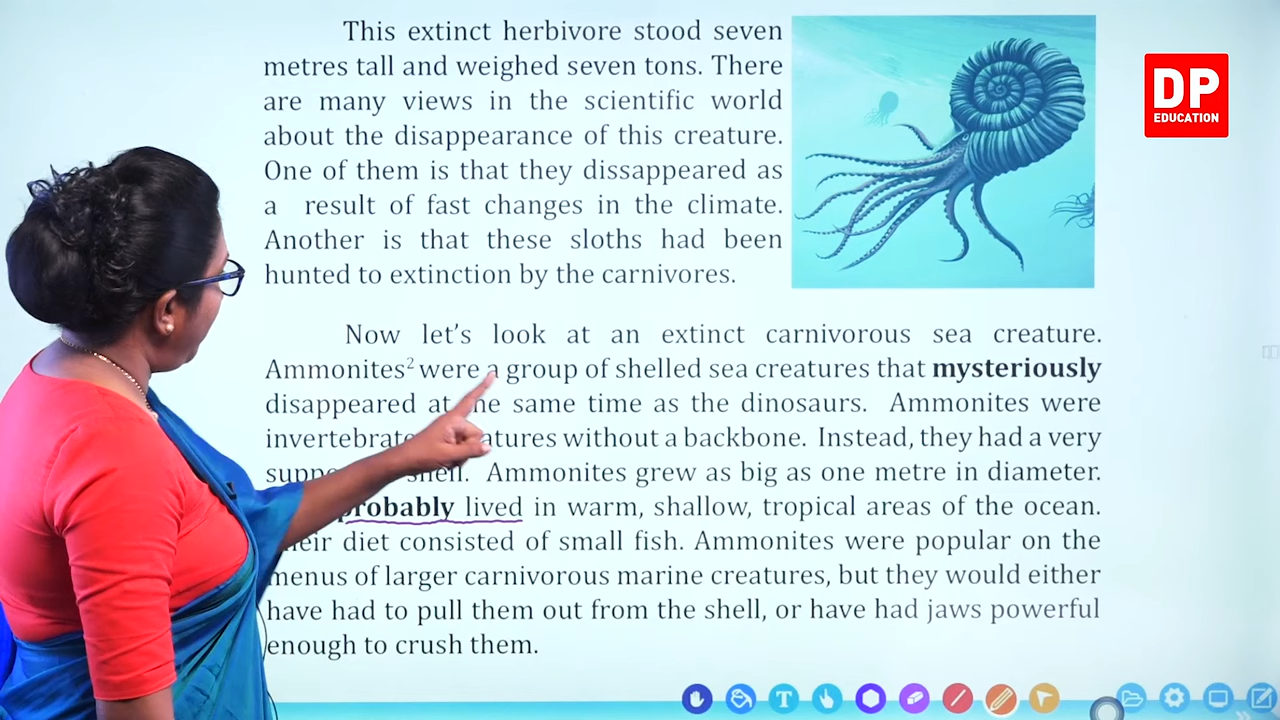 This extinct herbivore stood seven
metres tall and weighed seven tons. There
are many views in the scientific world
about the disappearance of this creature.
One of them is that they dissappeared as
a result of fast changes in the climate.
Another is that these sloths had been
hunted to extinction by the carnivores.
Now let's look at an extinct carnivorous sea creature.
Ammonites² were a group of shelled sea creatures that mysteriously
disappeared at the same time as the dinosaurs. Ammonites were
invertebrate creatures without a backbone. Instead, they had a very
shell. Ammonites grew as big as one metre in diameter.
probably lived in warm, shallow, tropical areas of the ocean.
Their diet consisted of small fish. Ammonites were popular on the
menus of larger carnivorous marine creatures, but they would either
have had to pull them out from the shell, or have had jaws powerful
enough to crush them.
DP
EDUCATION
T